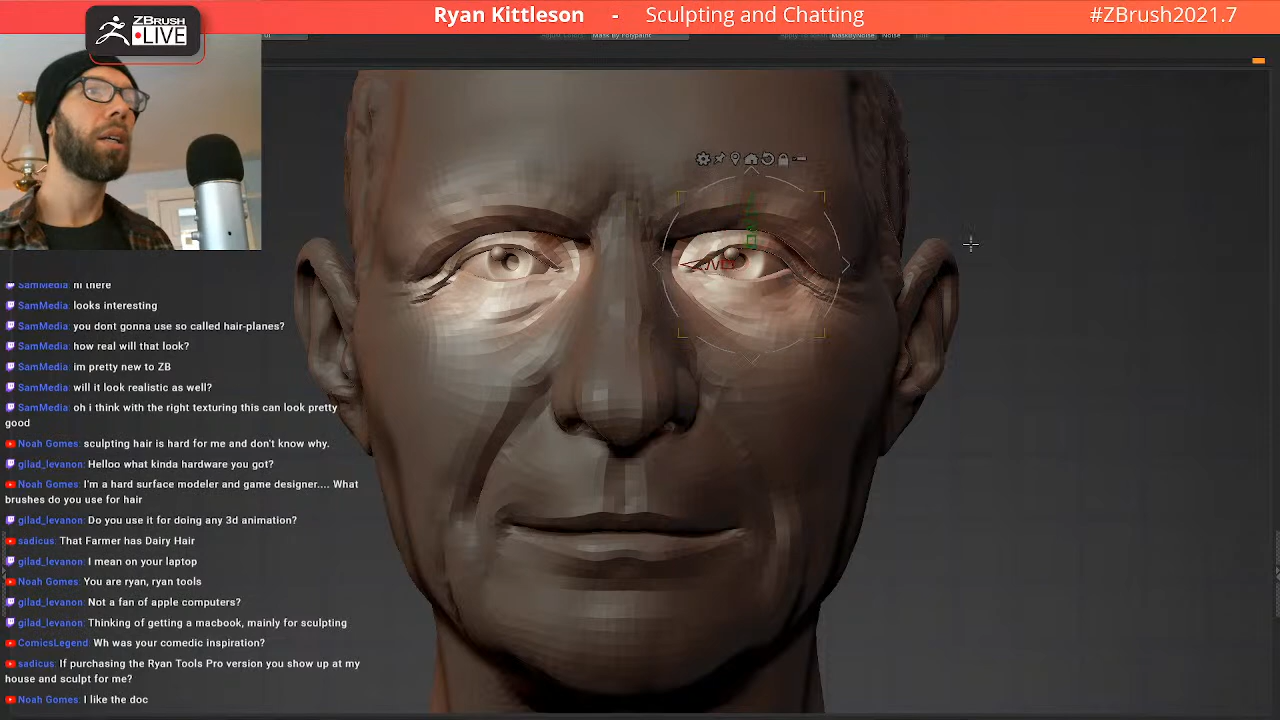 Ryan Kittleson - Sculpting and Chatting #ZBrush2021.7
ZBRUSH
LIVE
Mask By Polypaint MaskByNoise Noise
SamMedia: hi there
SamMedia: looks interesting
SamMedia: you dont gonna use so called hair-planes?
SamMedia: how real will that look?
SamMedia: im pretty new to ZB
SamMedia: will it look realistic as well?
SamMedia: oh i think with the right texturing this can look pretty
good
Noah Gomes: sculpting hair is hard for me and don't know why.
gilad_levanon: Helloo what kinda hardware you got?
Noah Gomes: I'm a hard surface modeler and game designer.... What
brushes do you use for hair
gilad_levanon: Do you use it for doing any 3d animation?
sadicus: That Farmer has Dairy Hair
gilad_levanon: I mean on your laptop
Noah Gomes: You are ryan, ryan tools
gilad_levanon: Not a fan of apple computers?
gilad_levanon: Thinking of getting a macbook, mainly for sculpting
ComicsLegend: Wh was your comedic inspiration?
sadicus: If purchasing the Ryan Tools Pro version you show up at my
house and sculpt for me?
Noah Gomes: I like the doc